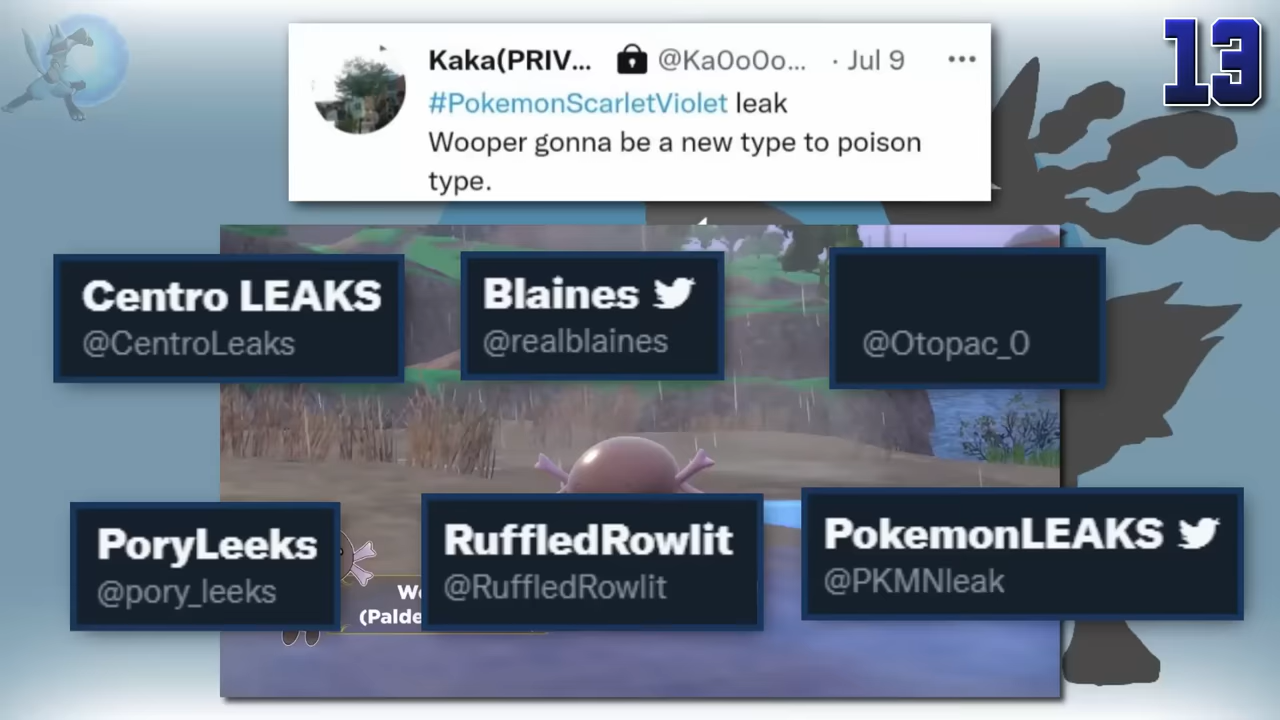 13
Kaka(PRIV... @Ka0o0o... · Jul 9 ...
#PokemonScarletViolet leak
Wooper gonna be a new type to poison
type.
Centro LEAKS
@CentroLeaks
Blaines
@realblaines
@Otopac_0
PoryLeeks
@pory_leeks
RuffledRowlit
@RuffledRowlit
PokemonLEAKS
@PKMNleak